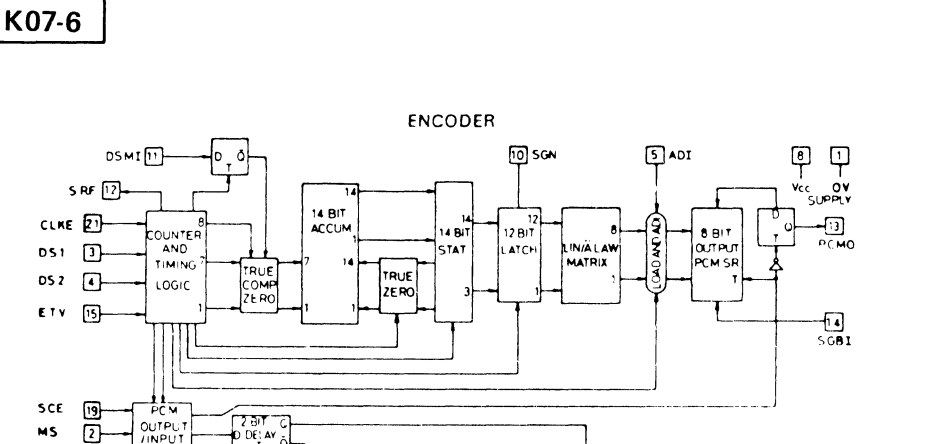 K07-6
ENCODER
DSMI 11
D Q̄
T
10 SGN
5 ADI
8
1
Vcc
0V
SUPPLY
SRF 12
CLKE 21
DS1 3
DS2 4
ETV 15
COUNTER
AND
TIMING
LOGIC
8
7
1
TRUE
COMP
ZERO
14 BIT
ACCUM
7
1
14
1
14
1
TRUE
ZERO
14 BIT
STAT
14
3
12 BIT
LATCH
12
1
LIN/A LAW
MATRIX
8
1
LOAD AND ADI
8 BIT
OUTPUT
PCM SR
T
D
Q
T
13
PCMO
14
SGBI
SCE 19
MS 2
PCM
OUTPUT
/INPUT
2 BIT
D DELAY
Q